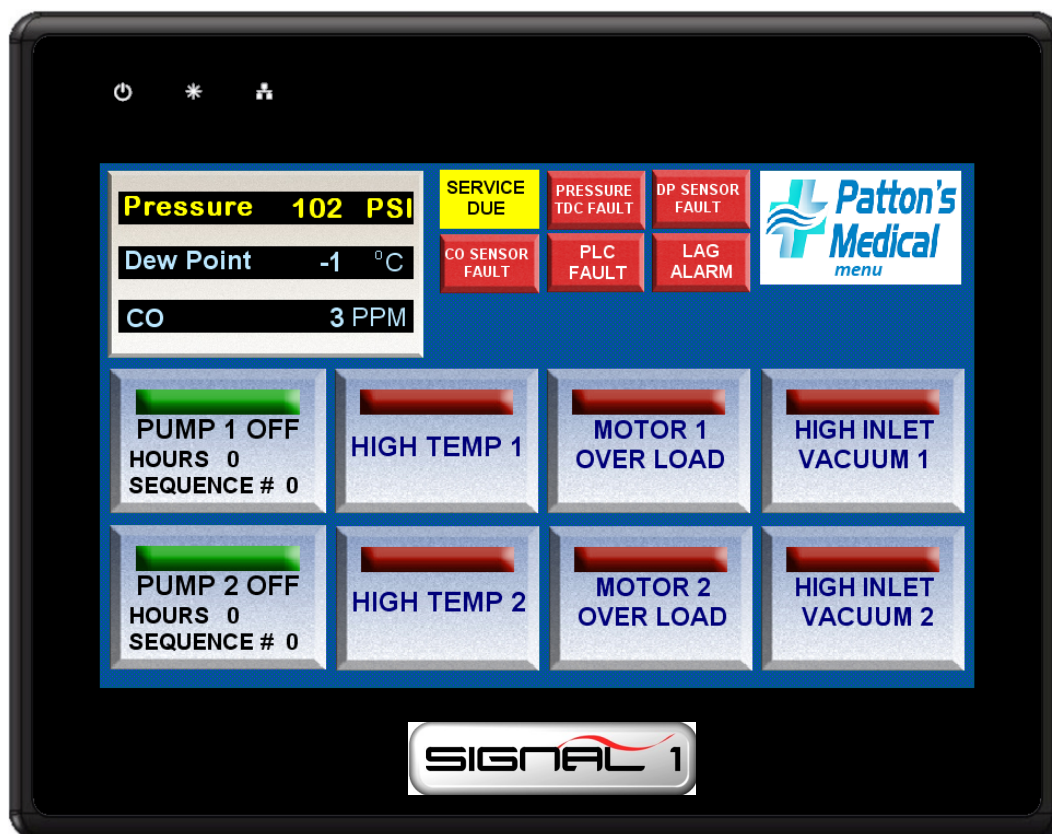 Pressure 102 PSI
Dew Point -1 °C
CO 3 PPM
SERVICE
DUE
PRESSURE
TDC FAULT
DP SENSOR
FAULT
CO SENSOR
FAULT
PLC
FAULT
LAG
ALARM
Patton's
Medical
menu
PUMP 1 OFF
HOURS 0
SEQUENCE # 0
HIGH TEMP 1
MOTOR 1
OVER LOAD
HIGH INLET
VACUUM 1
PUMP 2 OFF
HOURS 0
SEQUENCE # 0
HIGH TEMP 2
MOTOR 2
OVER LOAD
HIGH INLET
VACUUM 2
SIGNAL 1